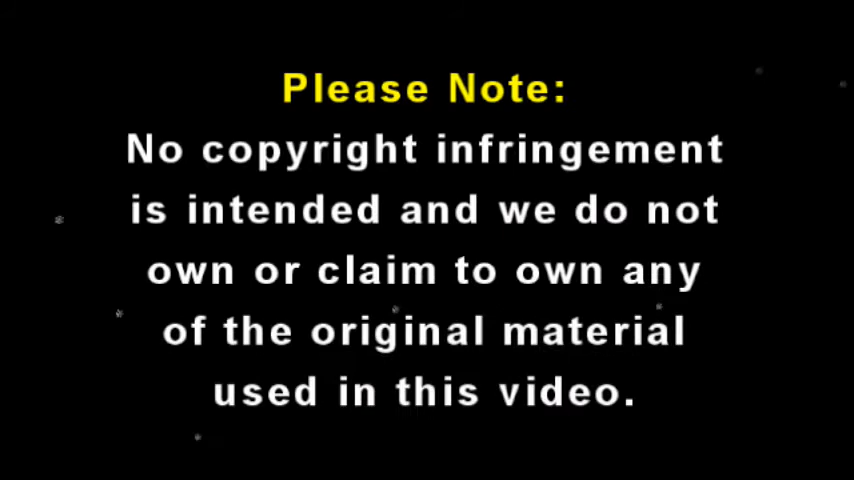 Please Note:
No copyright infringement
is intended and we do not
own or claim to own any
of the original material
used in this video.